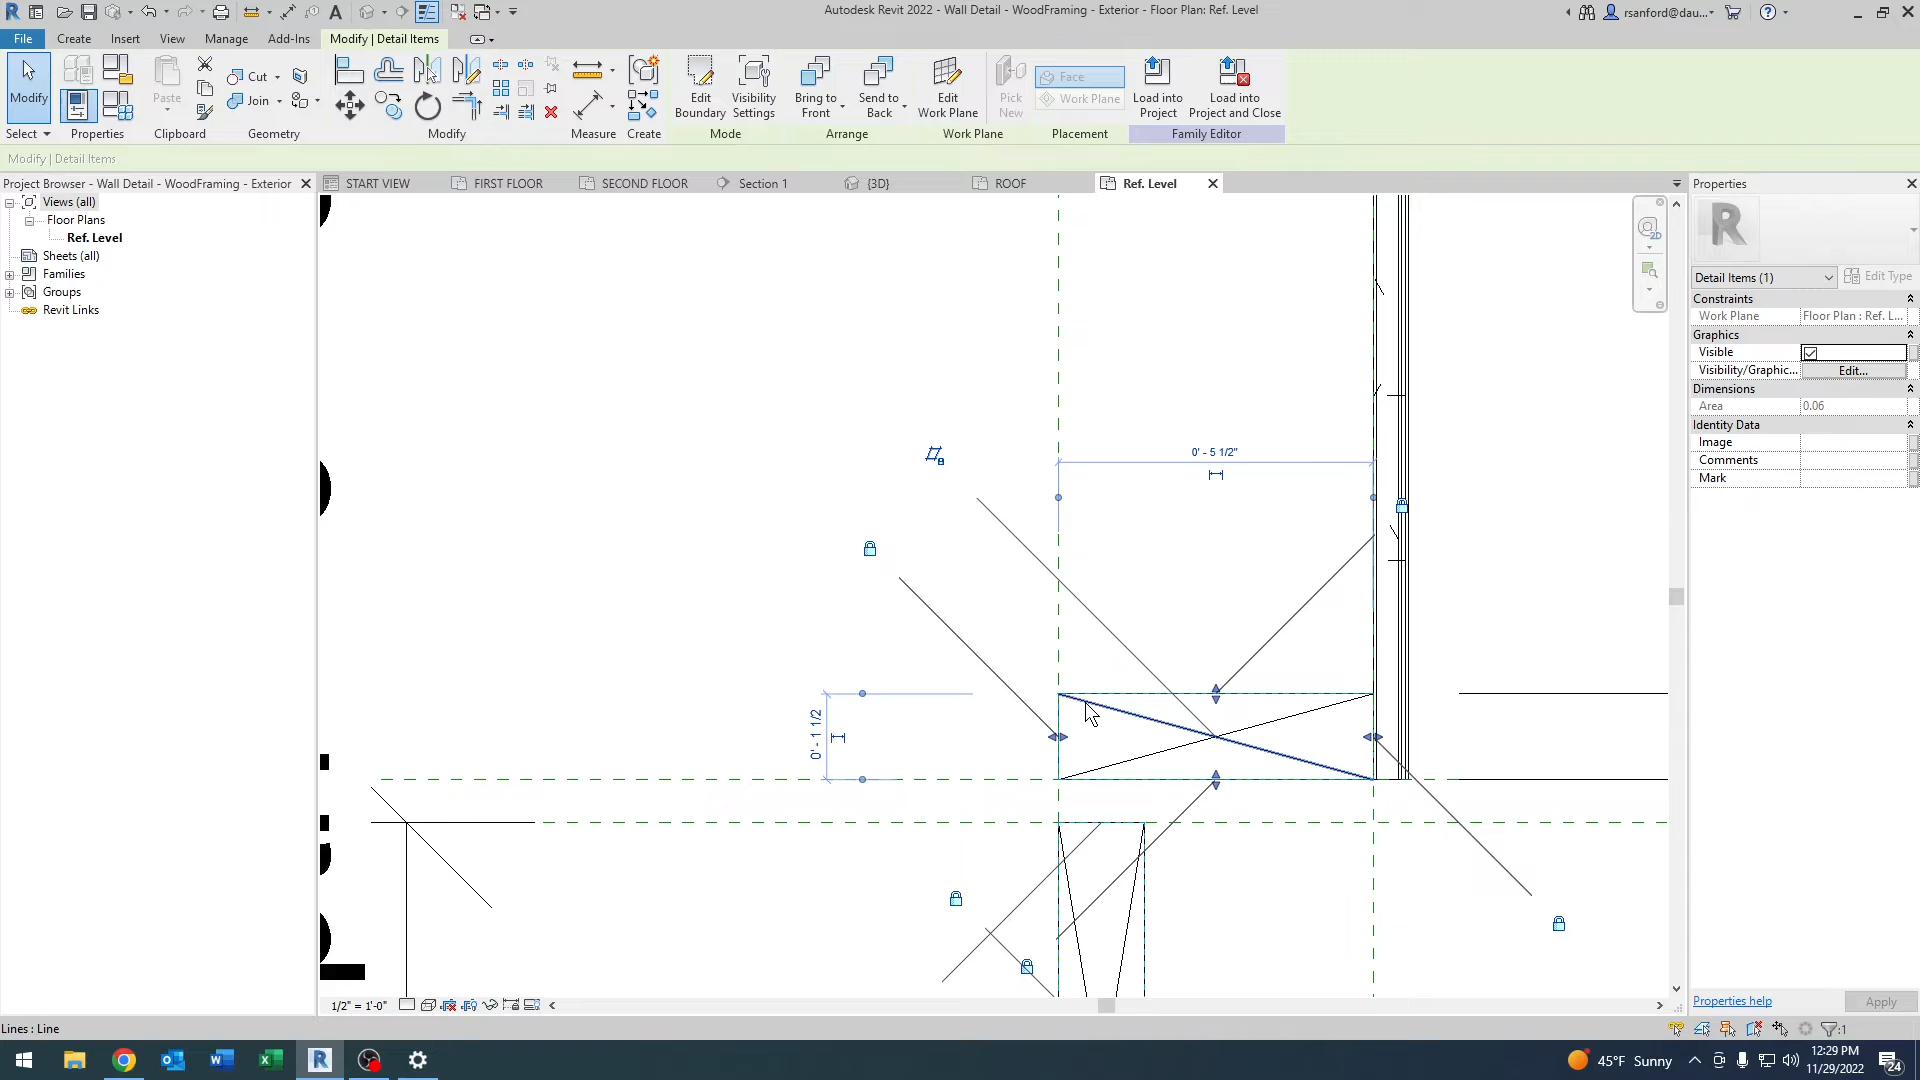 Autodesk Revit 2022 - Wall Detail - WoodFraming - Exterior - Floor Plan: Ref. Level
rsanford@dau...
File
Create
Insert
View
Manage
Add-Ins
Modify | Detail Items
Modify
Paste
Cut
Join
Edit
Boundary
Visibility
Settings
Bring to
Front
Send to
Back
Edit
Work Plane
Pick
New
Face
Work Plane
Load into
Project
Load into
Project and Close
Select
Properties
Clipboard
Geometry
Modify
Measure
Create
Mode
Arrange
Work Plane
Placement
Family Editor
Modify | Detail Items
Project Browser - Wall Detail - WoodFraming - Exterior
START VIEW
FIRST FLOOR
SECOND FLOOR
Section 1
{3D}
ROOF
Ref. Level
Properties
Views (all)
Floor Plans
Ref. Level
Sheets (all)
Families
Groups
Revit Links
2D
R
Detail Items (1)
Edit Type
Constraints
Work Plane
Floor Plan : Ref. L...
Graphics
Visible
Visibility/Graphic...
Edit...
Dimensions
Area
0.06
Identity Data
Image
Comments
Mark
0' - 5 1/2"
0' - 1 1/2
1/2" = 1'-0"
Properties help
Apply
Lines : Line
:1
45°F Sunny
12:29 PM
11/29/2022
24